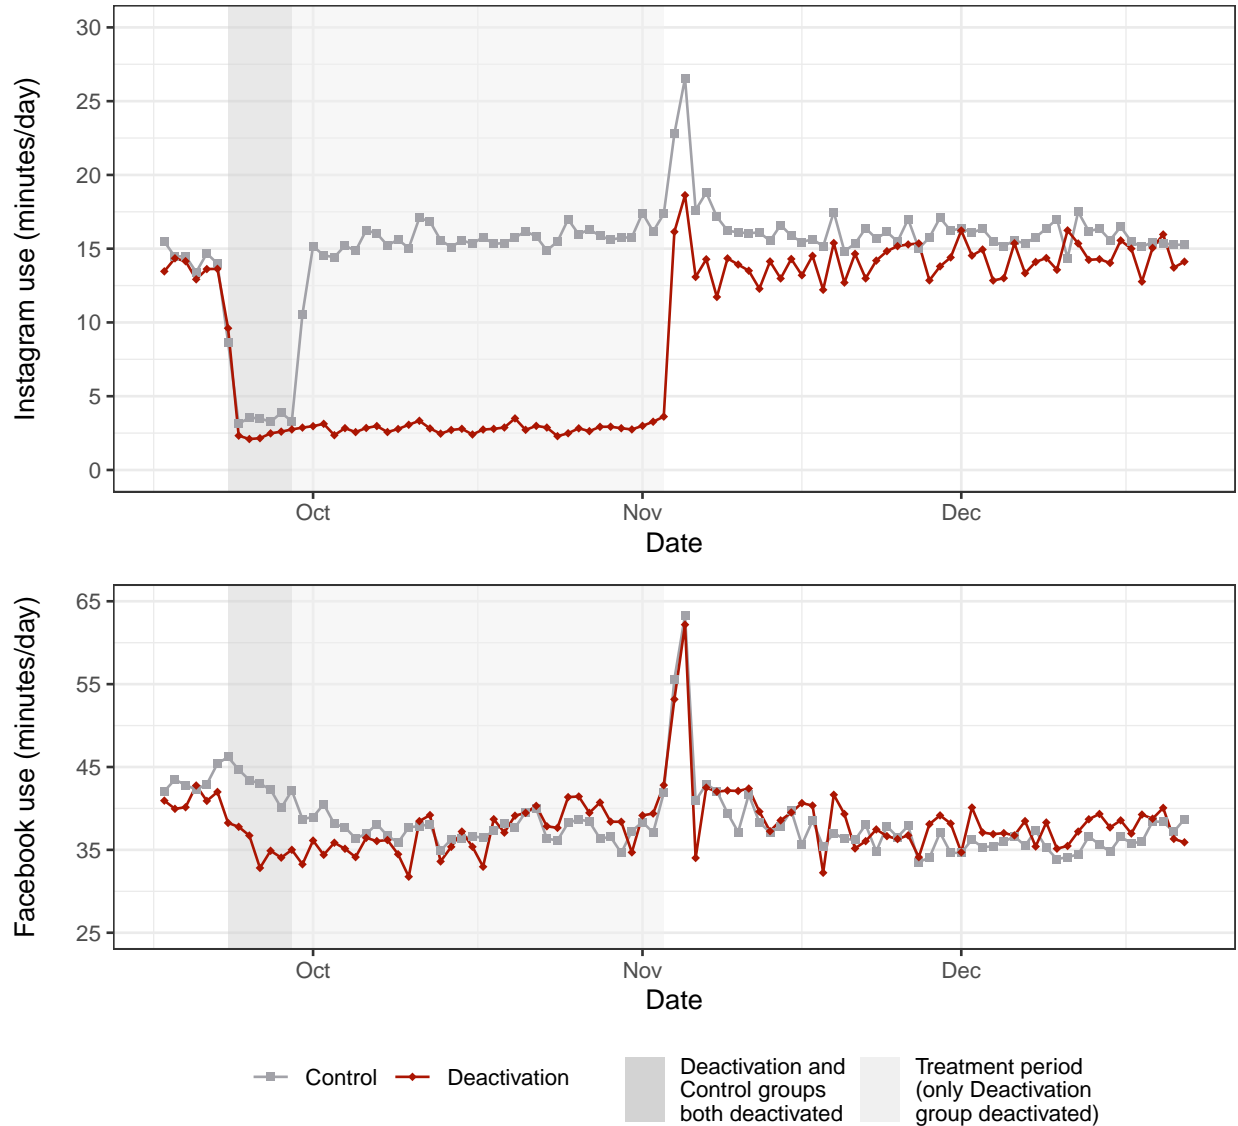 Instagram use (minutes/day)
30
25
20
15
10
5
0
Oct
Nov
Dec
Date
Facebook use (minutes/day)
65
55
45
35
25
Oct
Nov
Dec
Date
Control
Deactivation
Deactivation and
Control groups
both deactivated
Treatment period
(only Deactivation
group deactivated)